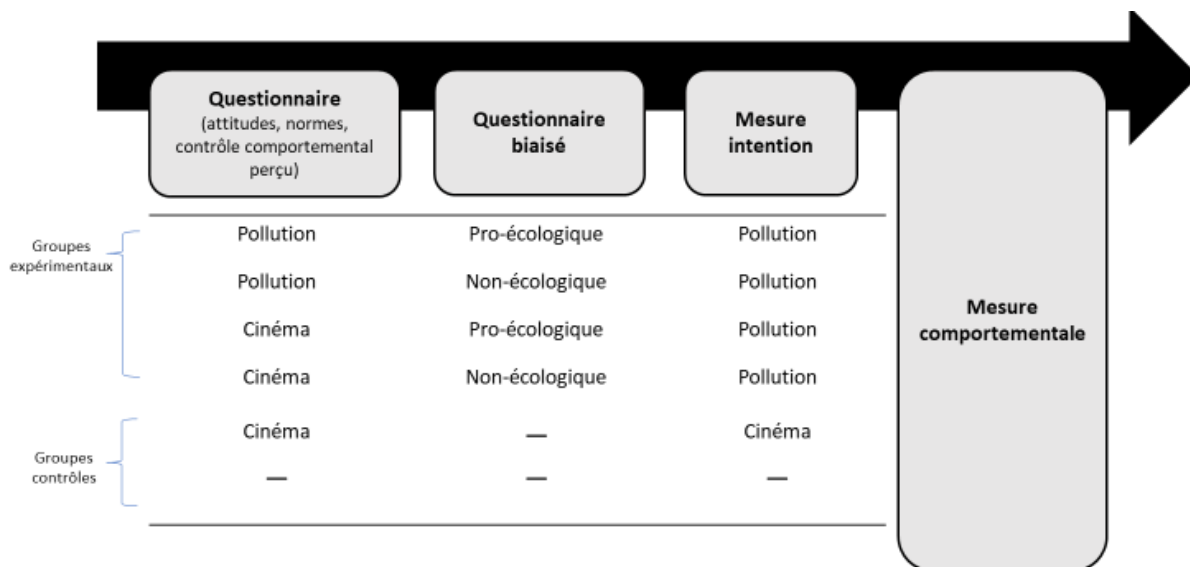 Questionnaire
(attitudes, normes,
contrôle comportemental
perçu)
Questionnaire
biaisé
Mesure
intention
Mesure
comportementale
Groupes
expérimentaux
Pollution Pro-écologique Pollution
Pollution Non-écologique Pollution
Cinéma Pro-écologique Pollution
Cinéma Non-écologique Pollution
Groupes
contrôles
Cinéma — Cinéma
— — —